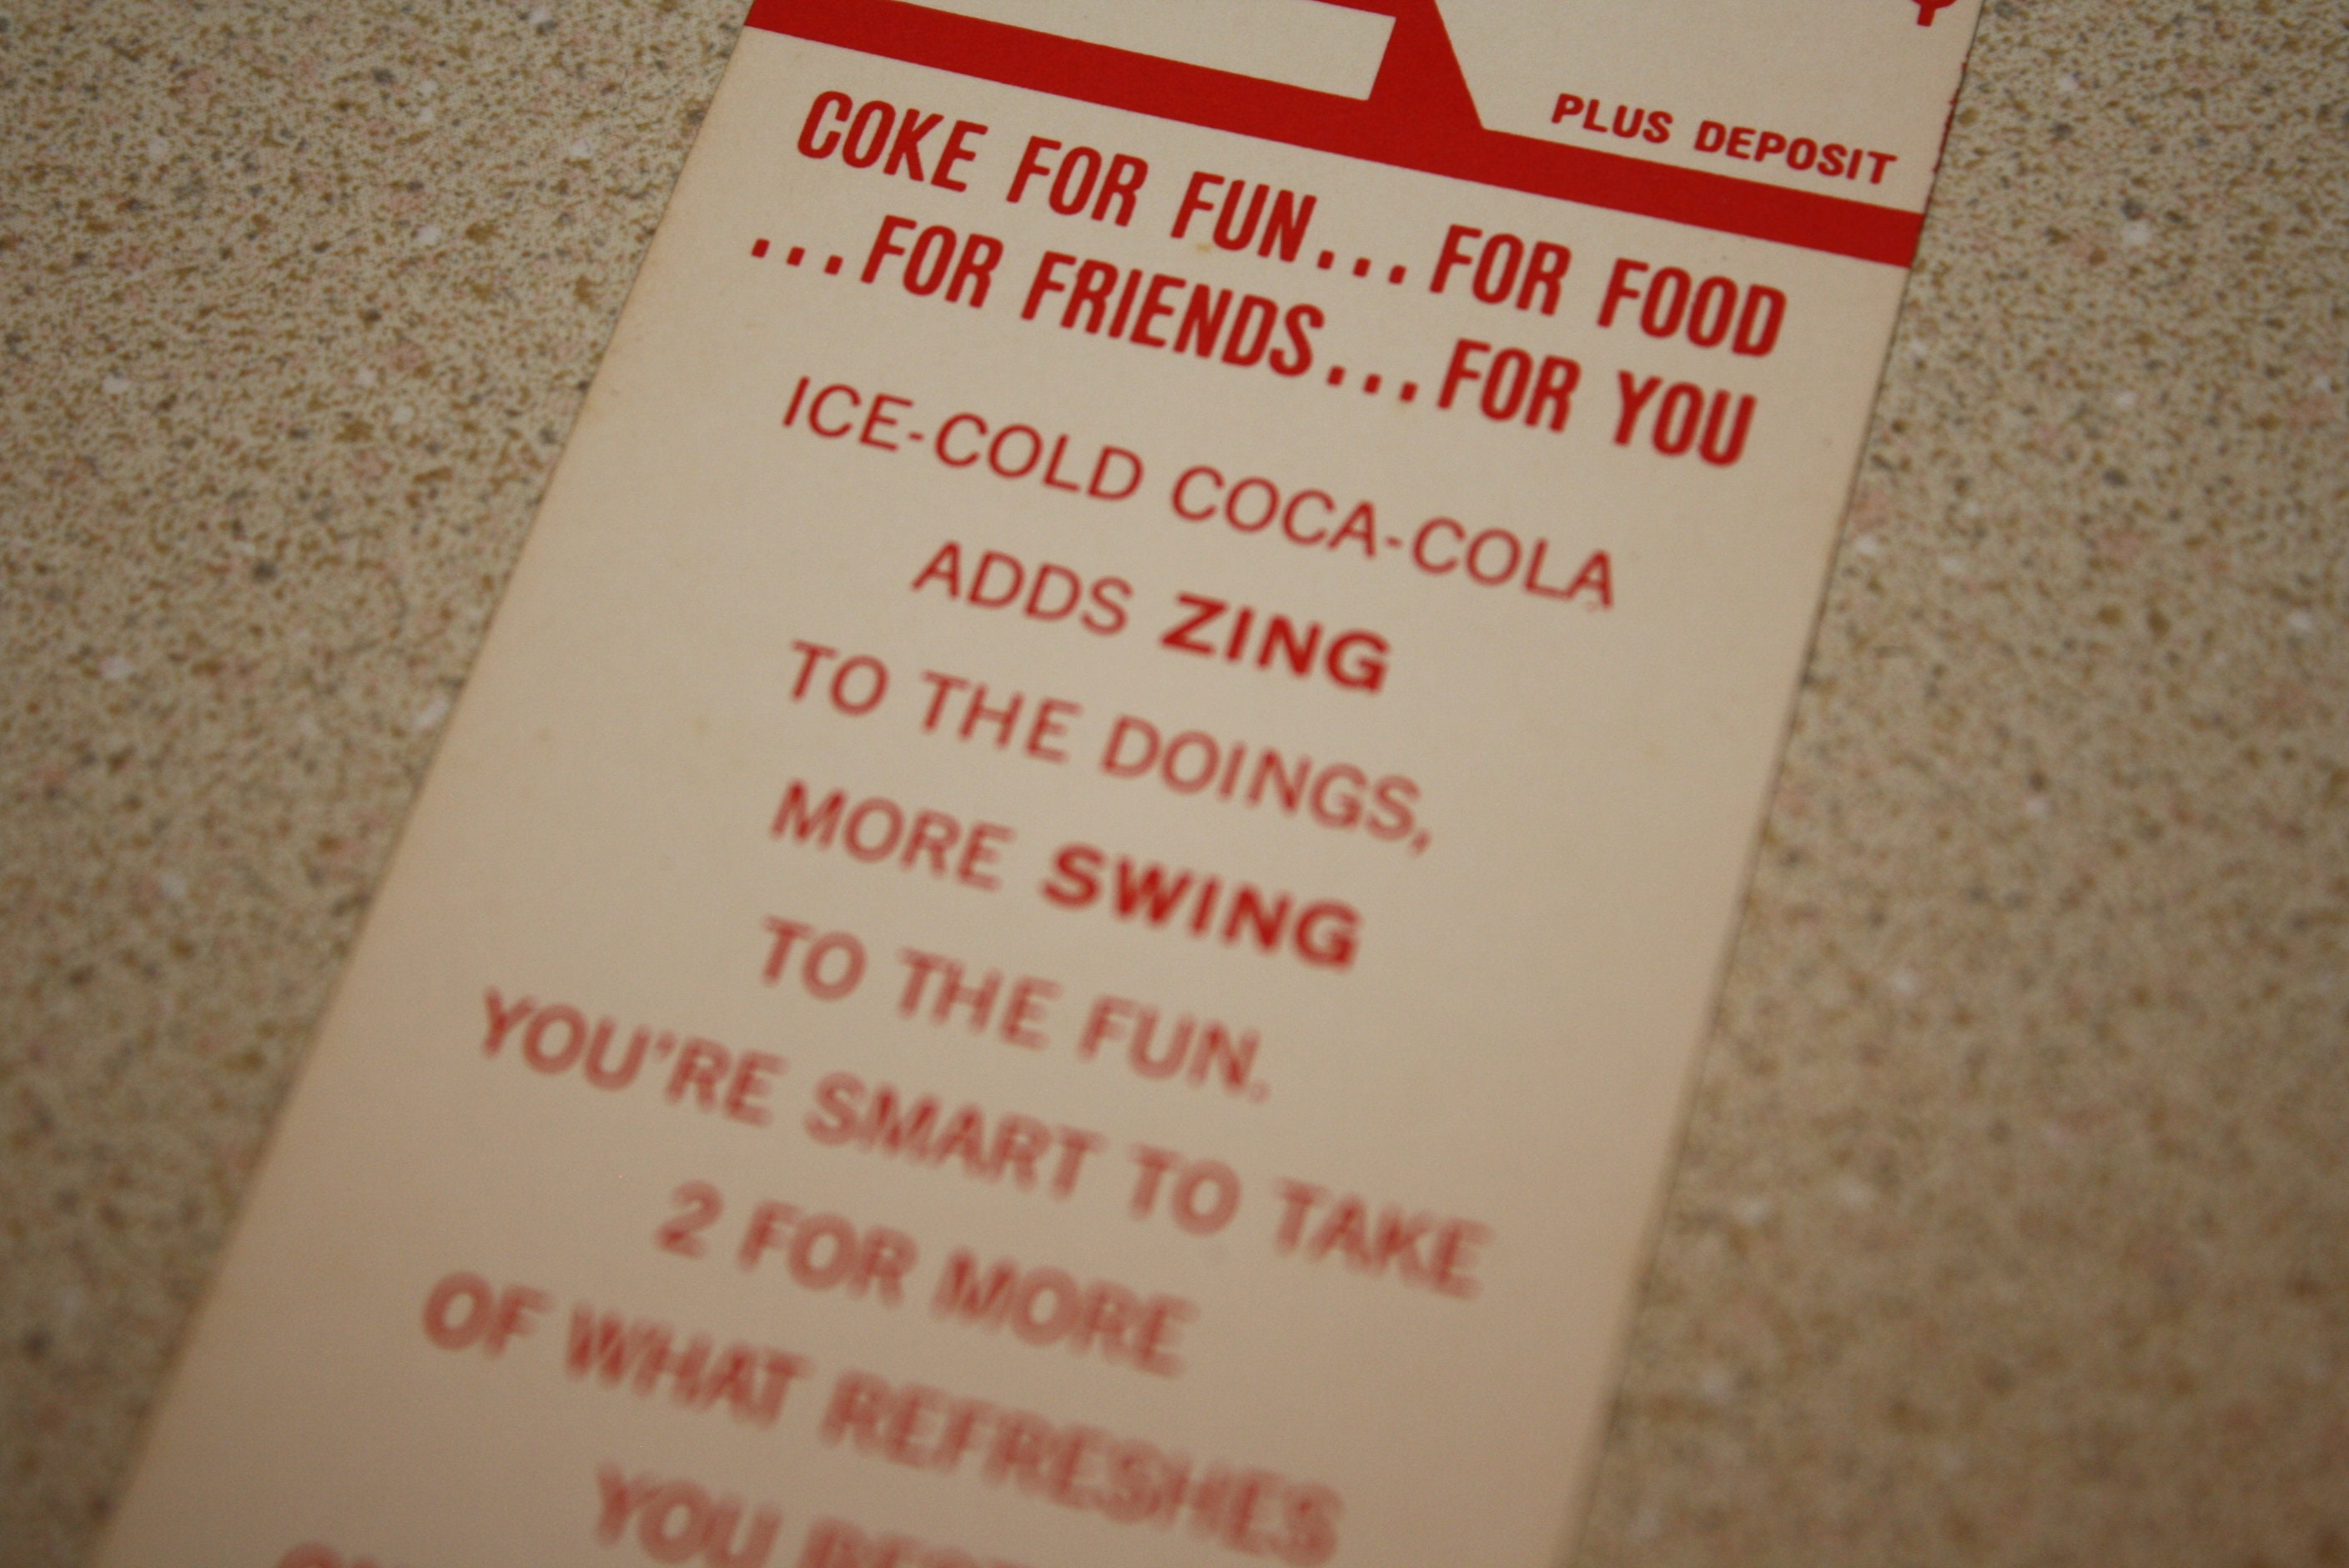 PLUS DEPOSIT
COKE FOR FUN...FOR FOOD
...FOR FRIENDS...FOR YOU
ICE-COLD COCA-COLA
ADDS ZING
TO THE DOINGS,
MORE SWING
TO THE FUN.
YOU'RE SMART TO TAKE
2 FOR MORE
OF WHAT REFRESHES
YOU